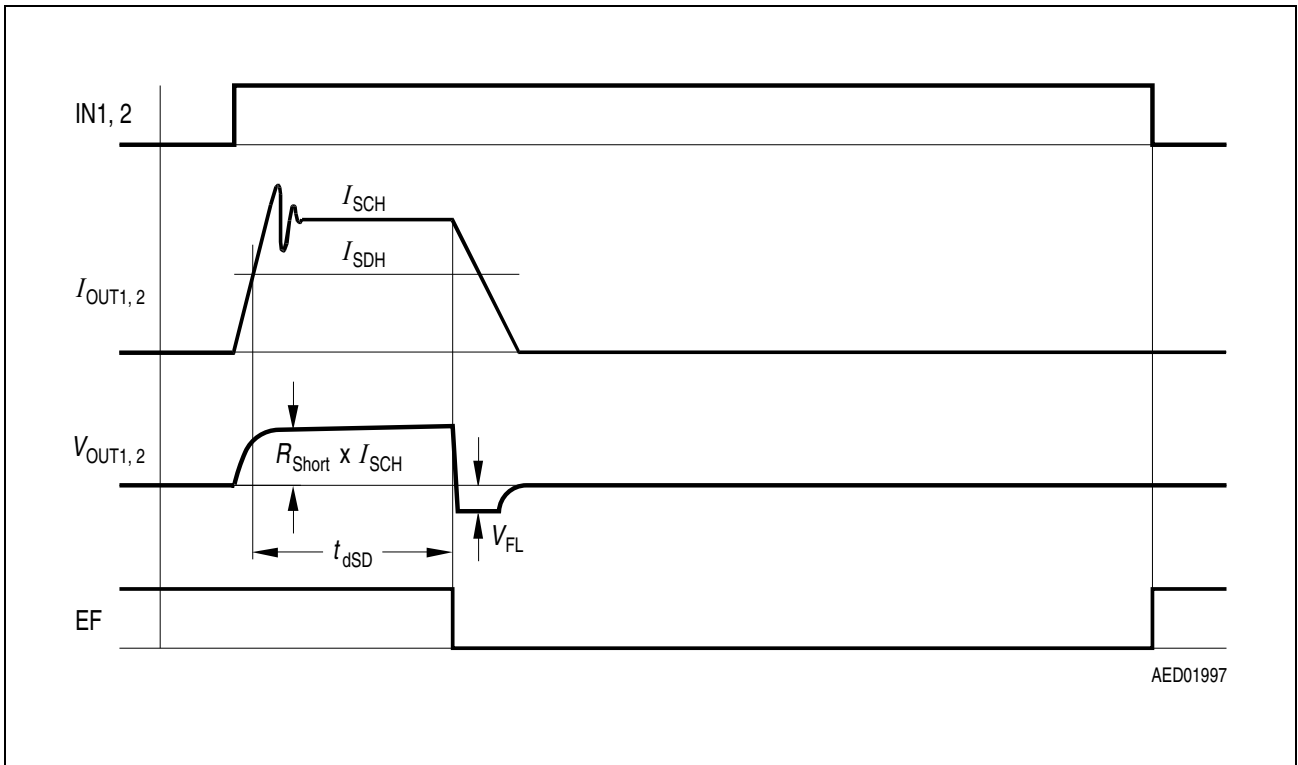 IN1, 2
I_SCH
I_SDH
I_OUT1, 2
V_OUT1, 2
R_Short x I_SCH
V_FL
t_dSD
EF
AED01997